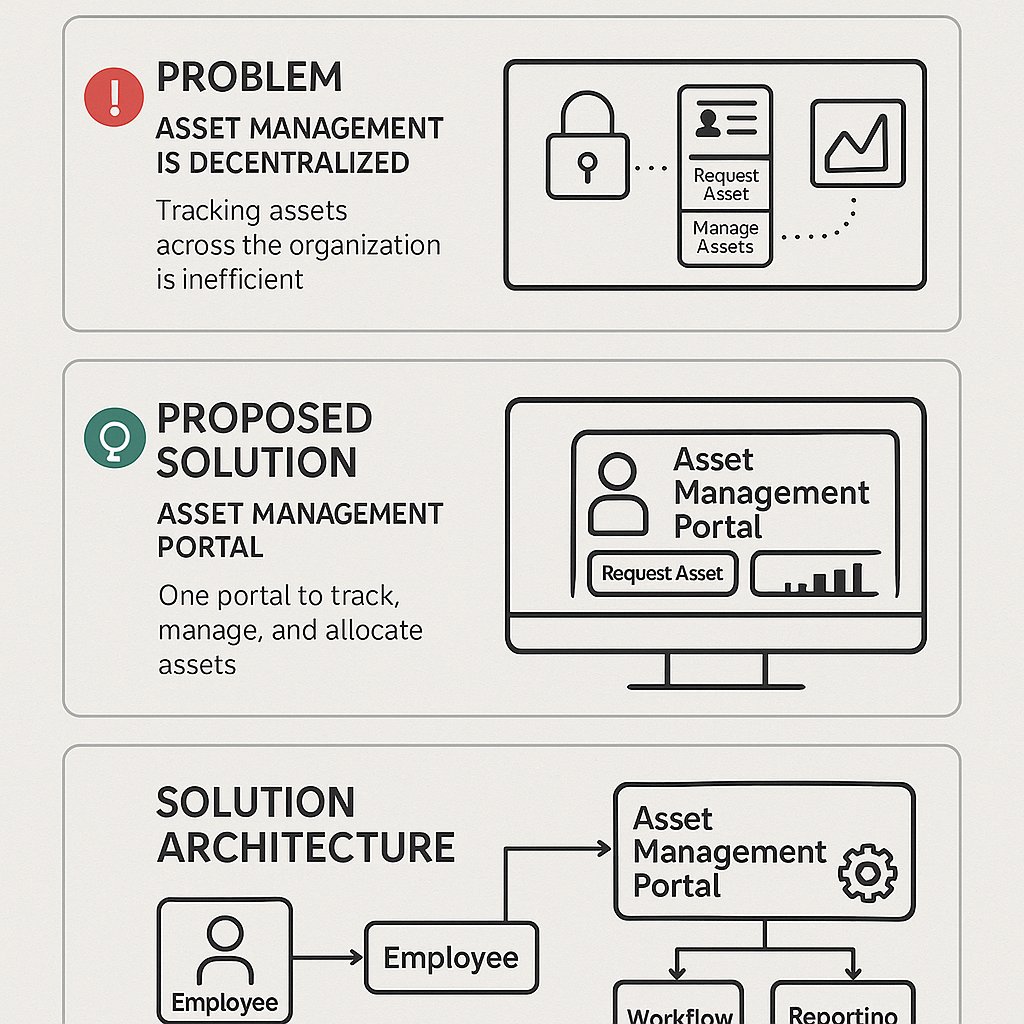 PROBLEM
ASSET MANAGEMENT
IS DECENTRALIZED
Tracking assets
across the organization
is inefficient
Request
Asset
Manage
Assets
PROPOSED
SOLUTION
ASSET MANAGEMENT
PORTAL
One portal to track,
manage, and allocate
assets
Asset
Management
Portal
Request Asset
SOLUTION
ARCHITECTURE
Employee
Employee
Asset
Management
Portal
Workflow
Reporting